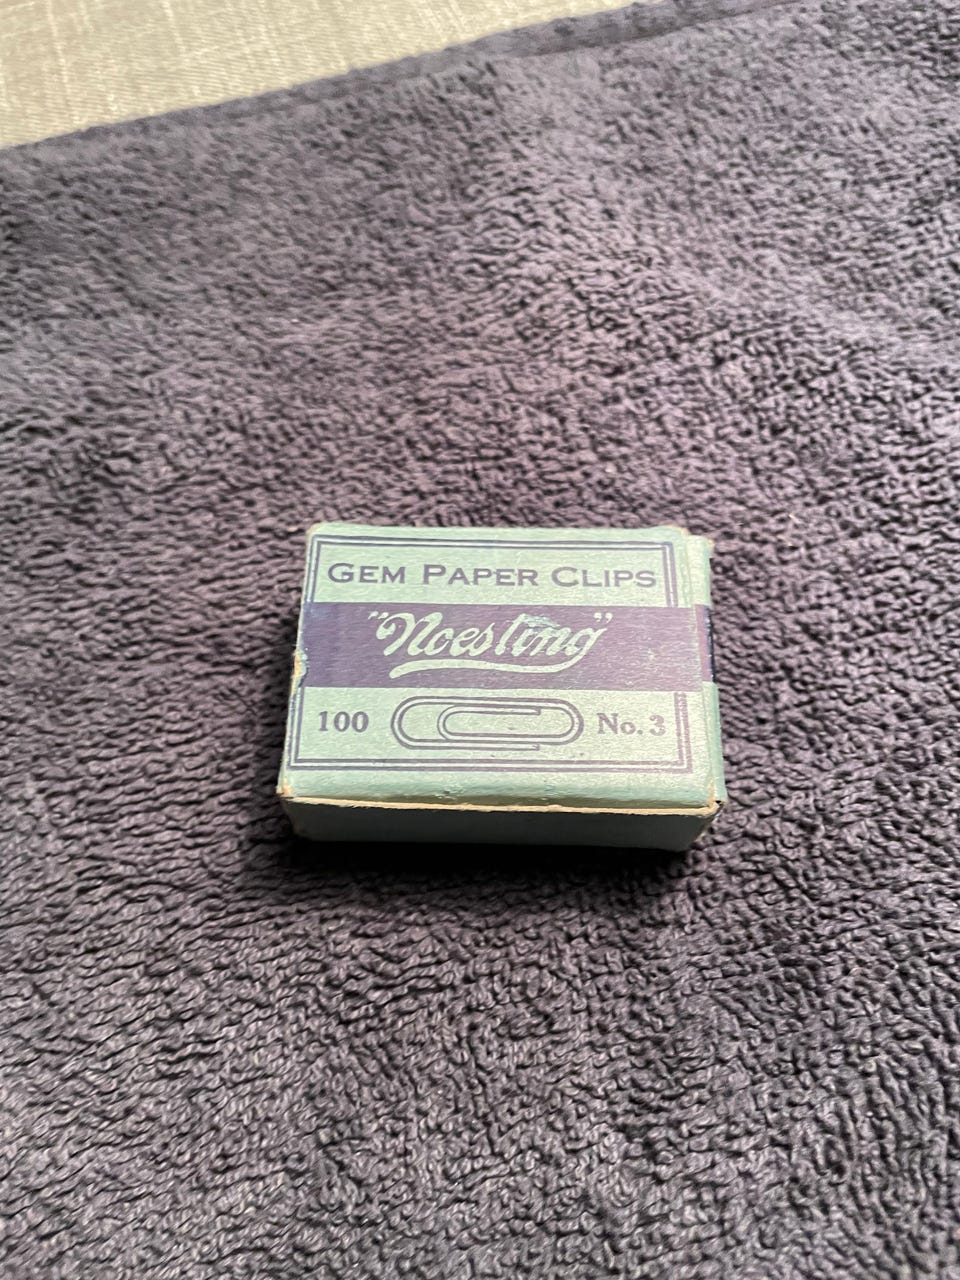 GEM PAPER CLIPS
"Noesting"
100 No. 3